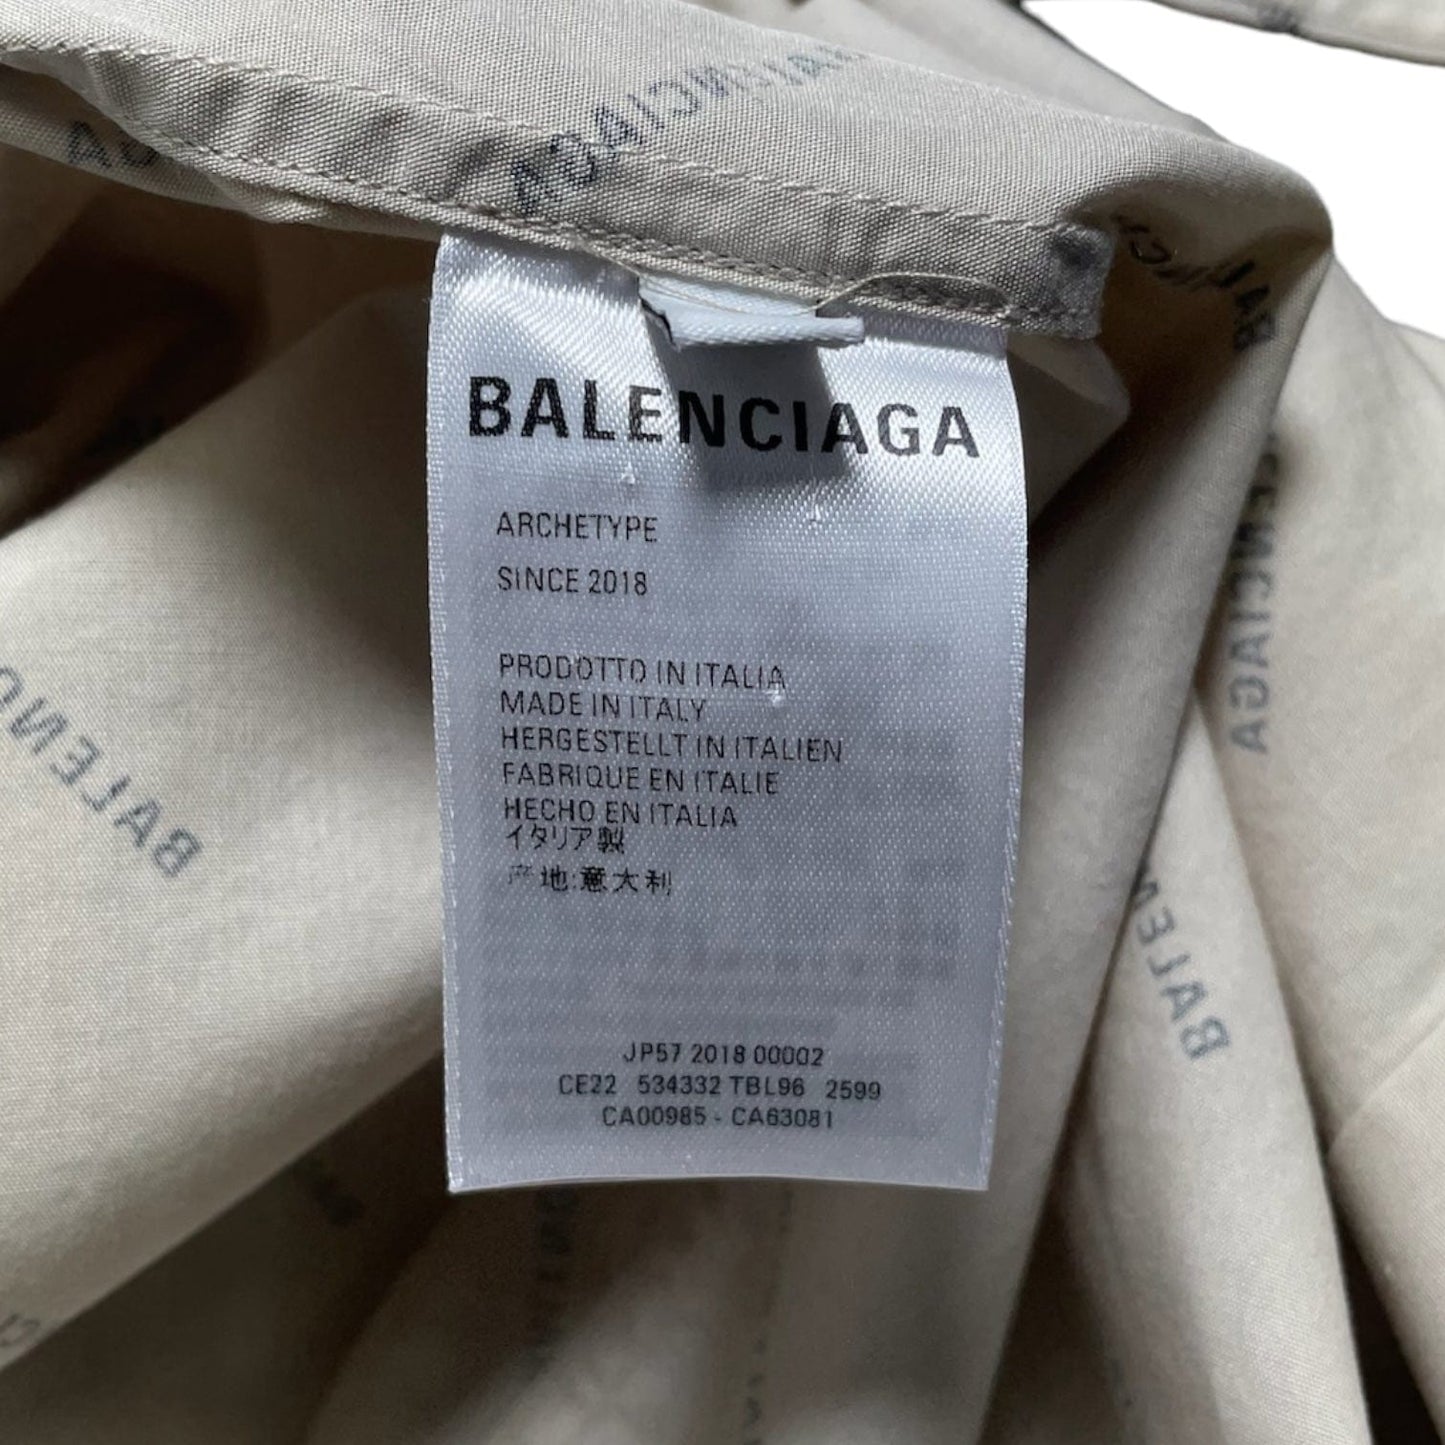 BALENCIAGA
BALENCIAGA
ARCHETYPE
SINCE 2018
PRODOTTO IN ITALIA
MADE IN ITALY
HERGESTELLT IN ITALIEN
FABRIQUE EN ITALIE
HECHO EN ITALIA
イタリア製
产地:意大利
JP57 2018 00002
CE22 534332 TBL96 2599
CA00985 - CA63081